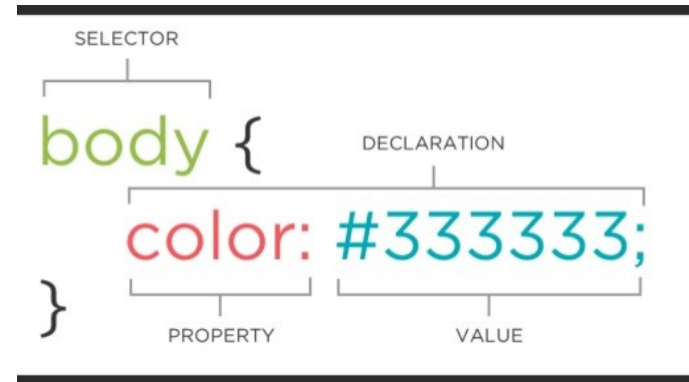 SELECTOR
body {
DECLARATION
color: #333333;
}
PROPERTY VALUE